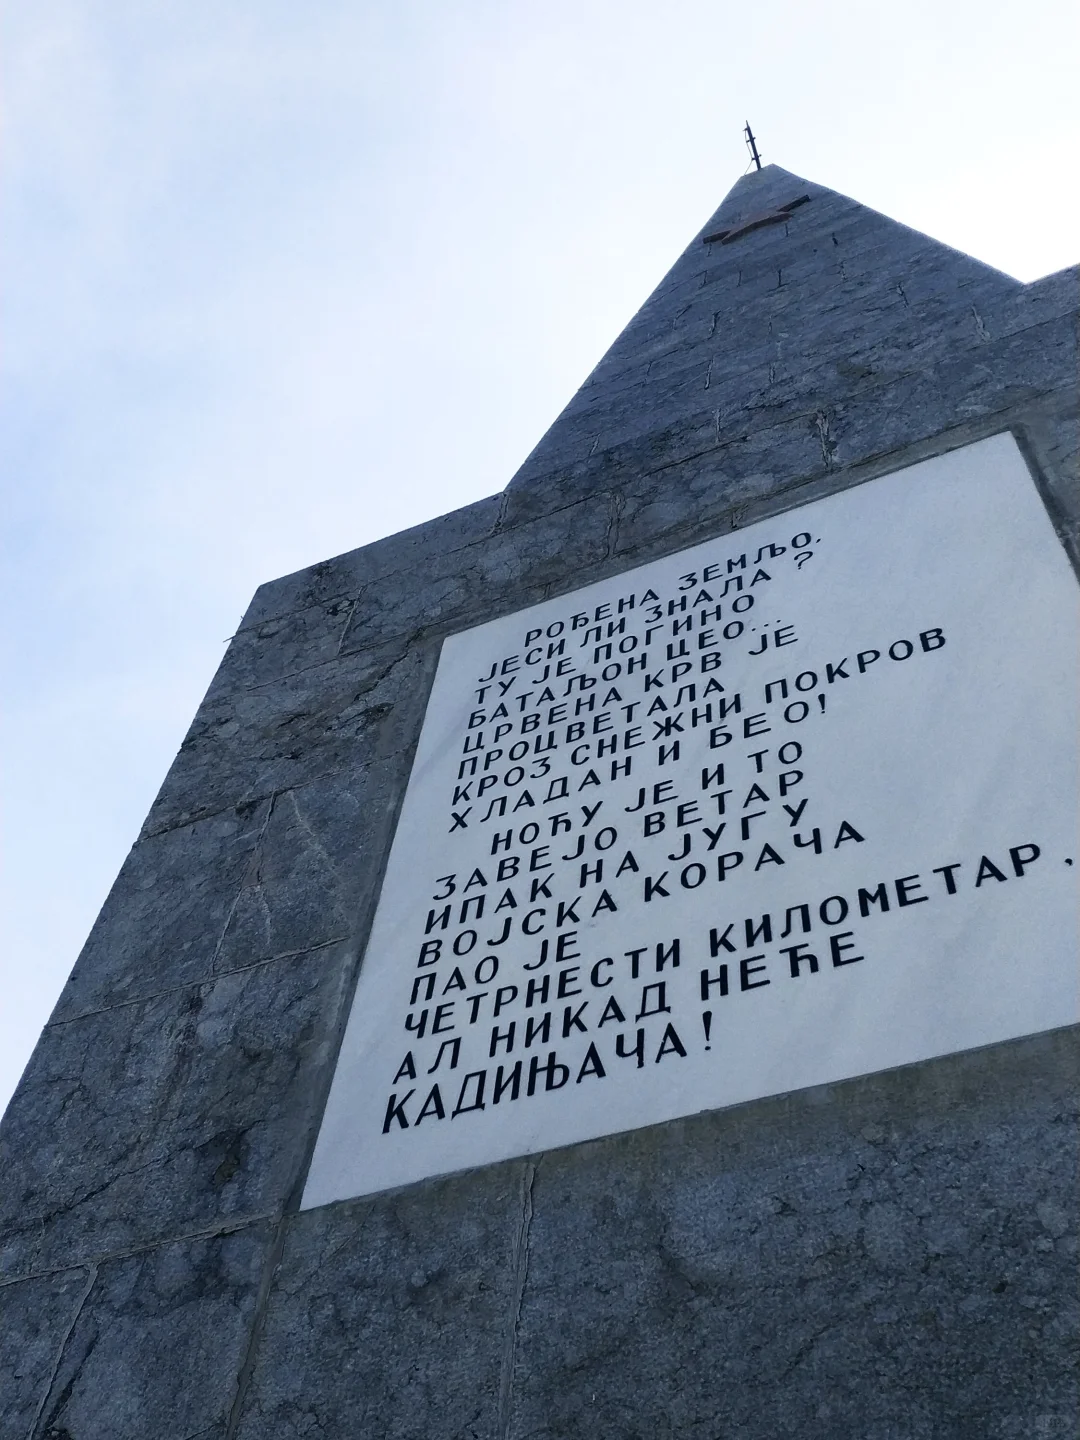 РОЂЕНА ЗЕМЉО,
ЈЕСИ ЛИ ЗНАЛА ?
ТУ ЈЕ ПОГИНО
БАТАЉОН ЦЕО...
ЦРВЕНА КРВ ЈЕ
ПРОЦВЕТАЛА
КРОЗ СНЕЖНИ ПОКРОВ
ХЛАДАН И БЕО!
НОЋУ ЈЕ И ТО
ЗАВЕЈО ВЕТАР
ИПАК НА ЈУГУ
ВОЈСКА КОРАЧА
ПАО ЈЕ
ЧЕТРНЕСТИ КИЛОМЕТАР,
АЛ НИКАД НЕЋЕ
КАДИЊАЧА!